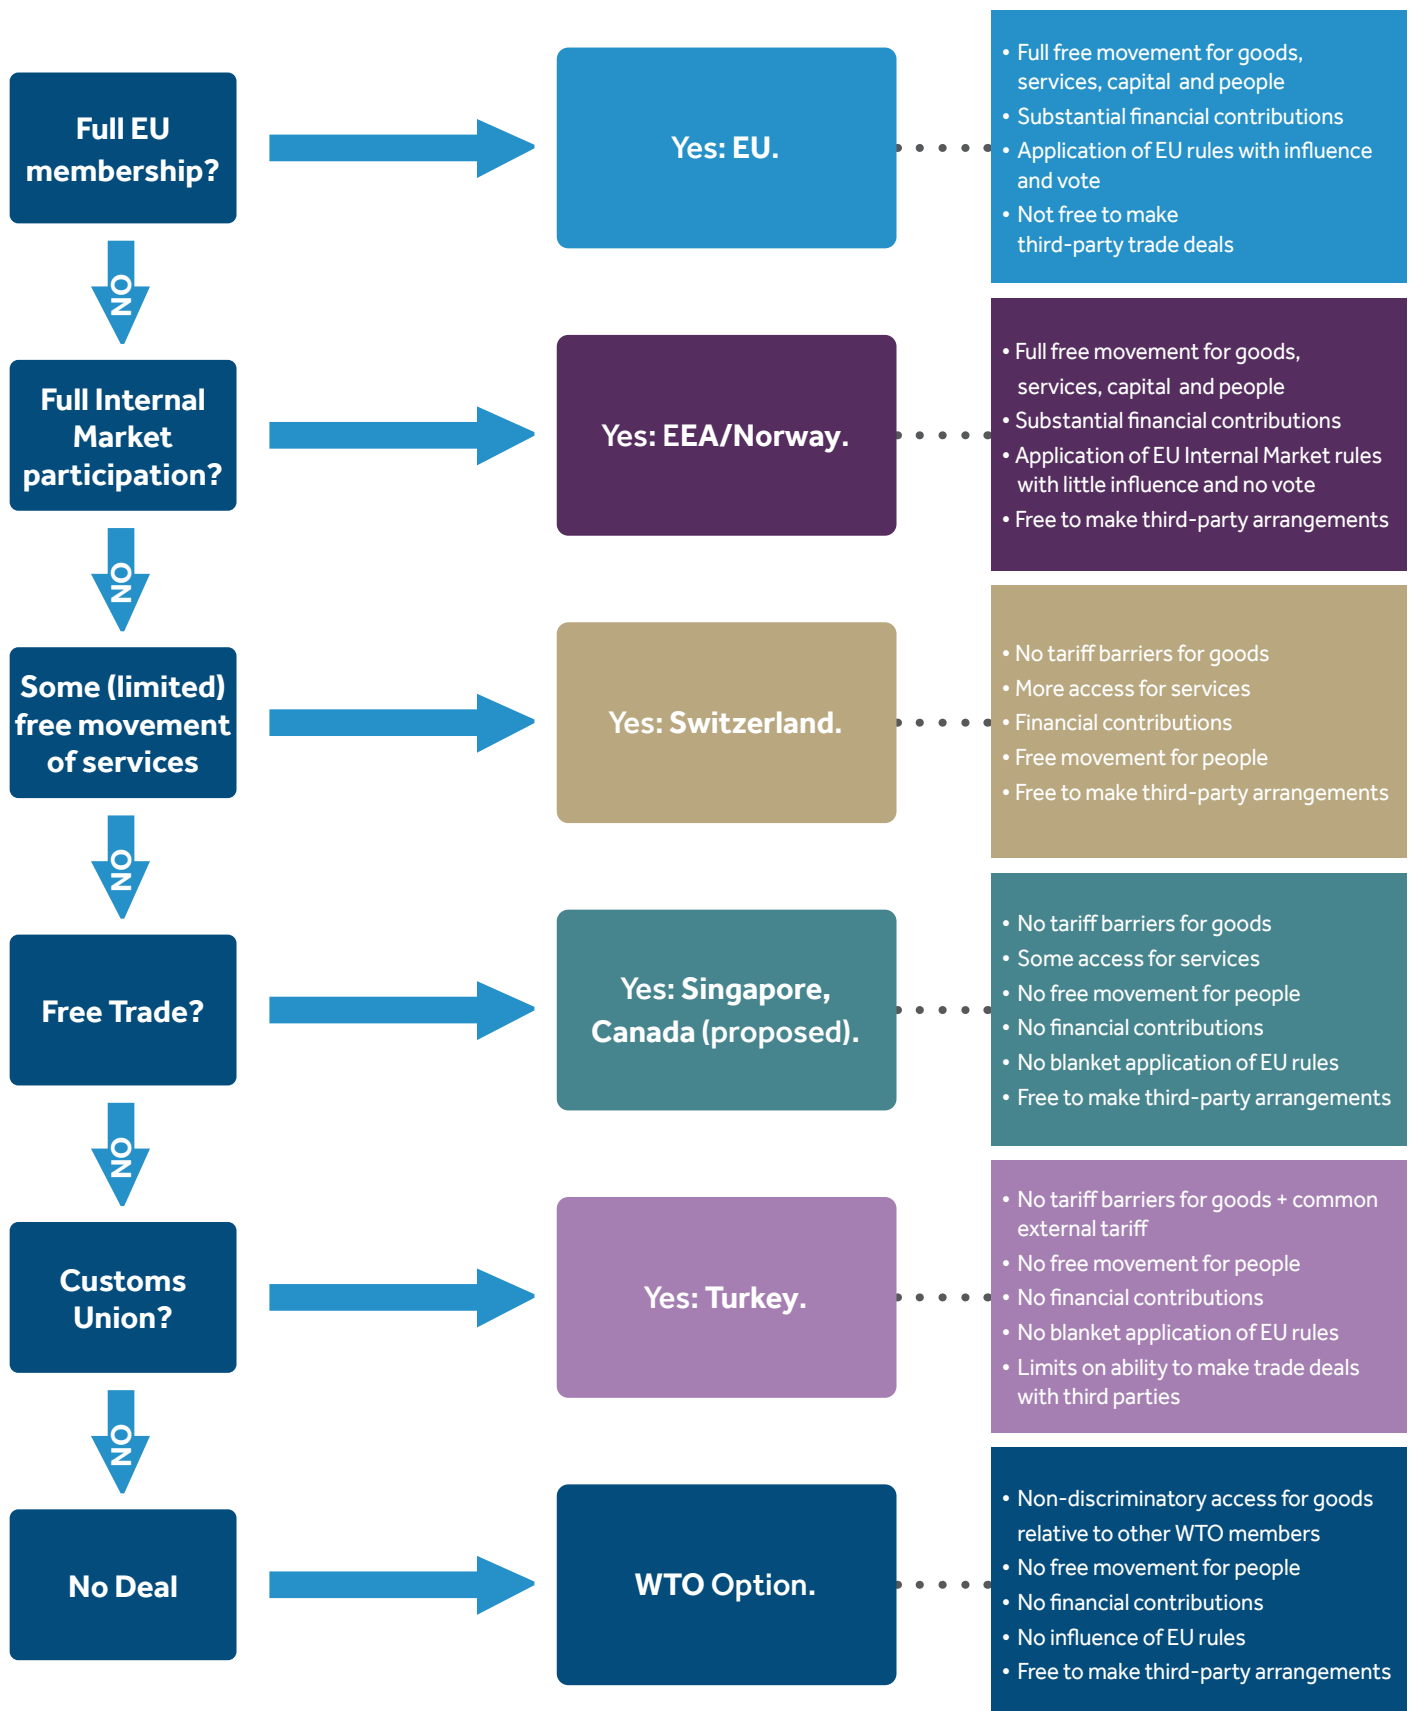 Full EU
membership?
Yes: EU.
• Full free movement for goods,
services, capital and people
• Substantial financial contributions
• Application of EU rules with influence
and vote
• Not free to make
third-party trade deals
NO
Full Internal
Market
participation?
Yes: EEA/Norway.
• Full free movement for goods,
services, capital and people
• Substantial financial contributions
• Application of EU Internal Market rules
with little influence and no vote
• Free to make third-party arrangements
NO
Some (limited)
free movement
of services
Yes: Switzerland.
• No tariff barriers for goods
• More access for services
• Financial contributions
• Free movement for people
• Free to make third-party arrangements
NO
Free Trade?
Yes: Singapore,
Canada (proposed).
• No tariff barriers for goods
• Some access for services
• No free movement for people
• No financial contributions
• No blanket application of EU rules
• Free to make third-party arrangements
NO
Customs
Union?
Yes: Turkey.
• No tariff barriers for goods + common
external tariff
• No free movement for people
• No financial contributions
• No blanket application of EU rules
• Limits on ability to make trade deals
with third parties
NO
No Deal
WTO Option.
• Non-discriminatory access for goods
relative to other WTO members
• No free movement for people
• No financial contributions
• No influence of EU rules
• Free to make third-party arrangements